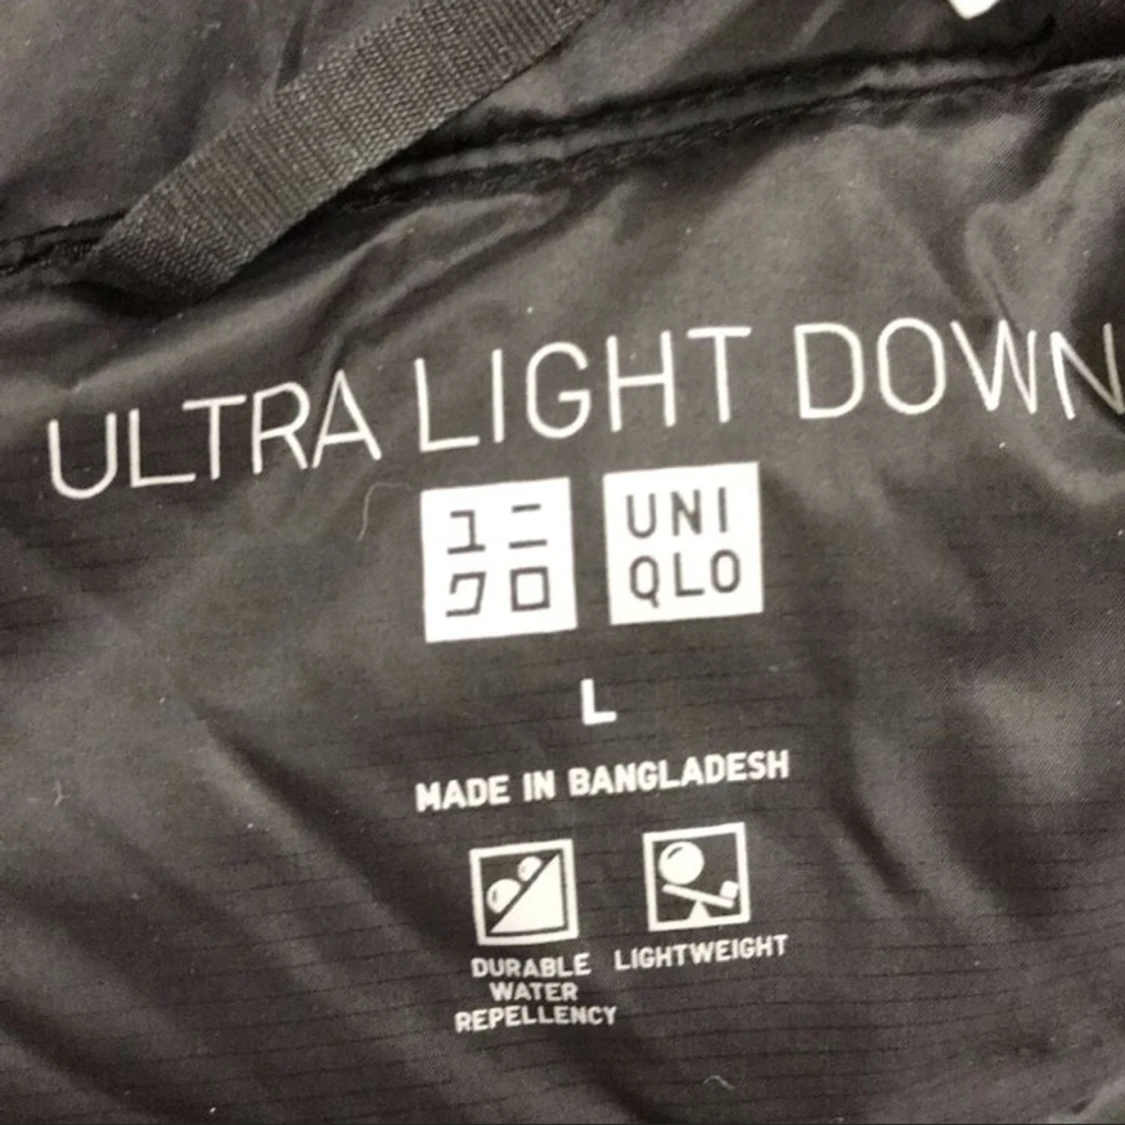 ULTRA LIGHT DOWN
ユニ
クロ
UNI
QLO
L
MADE IN BANGLADESH
DURABLE
WATER
REPELLENCY
LIGHTWEIGHT